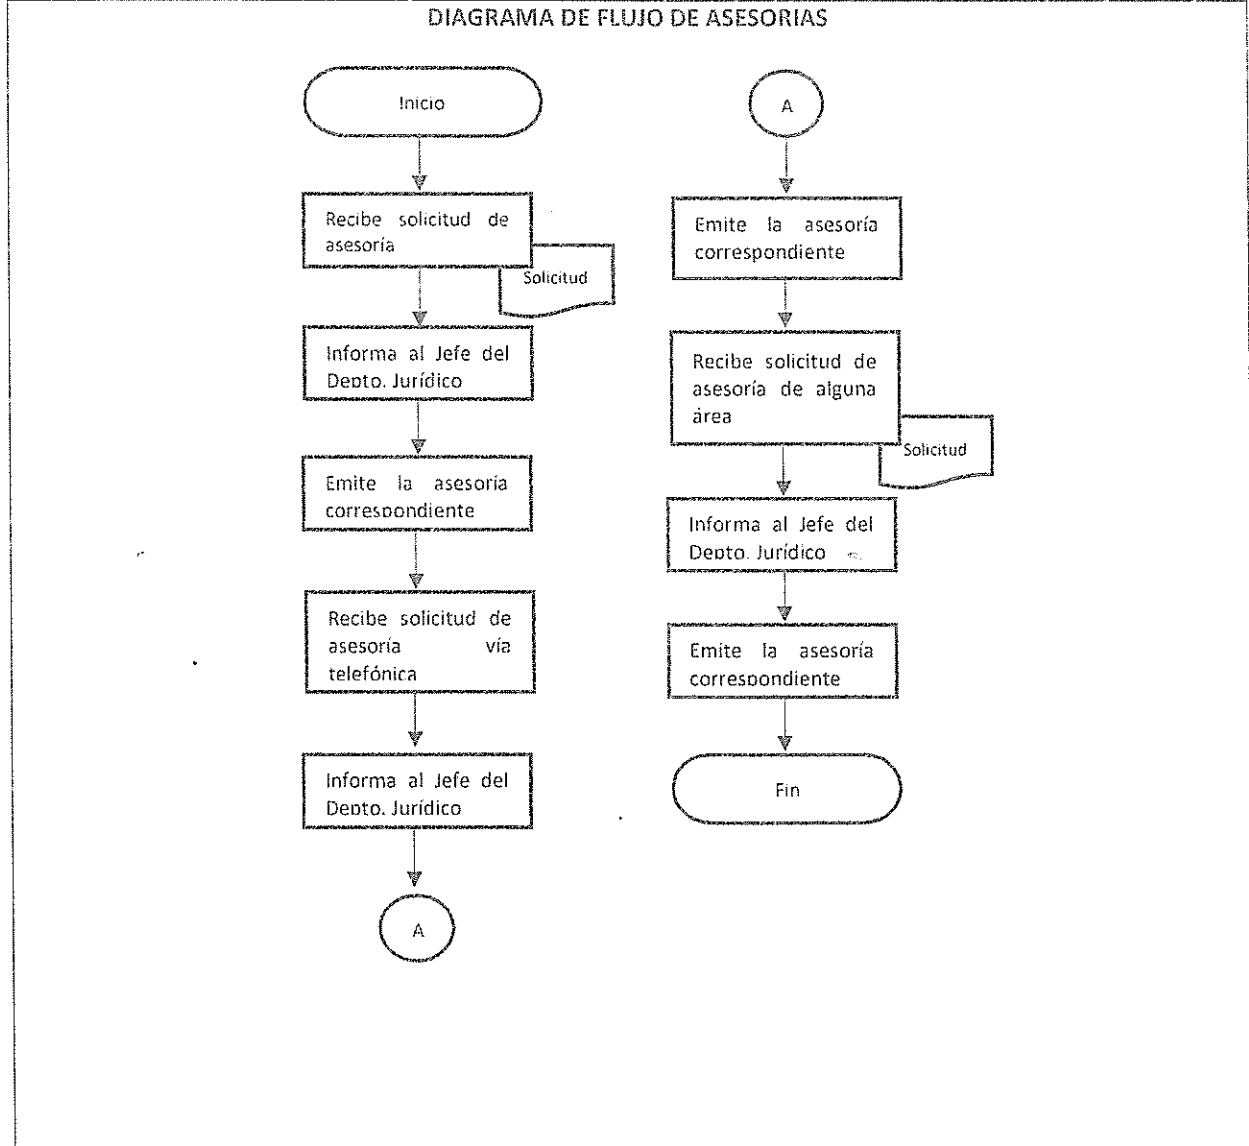 DIAGRAMA DE FLUJO DE ASESORIAS
Inicio
Recibe solicitud de
asesoría
Solicitud
Informa al Jefe del
Depto. Jurídico
Emite la asesoría
correspondiente
Recibe solicitud de
asesoría vía
telefónica
Informa al Jefe del
Depto. Jurídico
A
A
Emite la asesoría
correspondiente
Recibe solicitud de
asesoría de alguna
área
Solicitud
Informa al Jefe del
Depto. Jurídico
Emite la asesoría
correspondiente
Fin